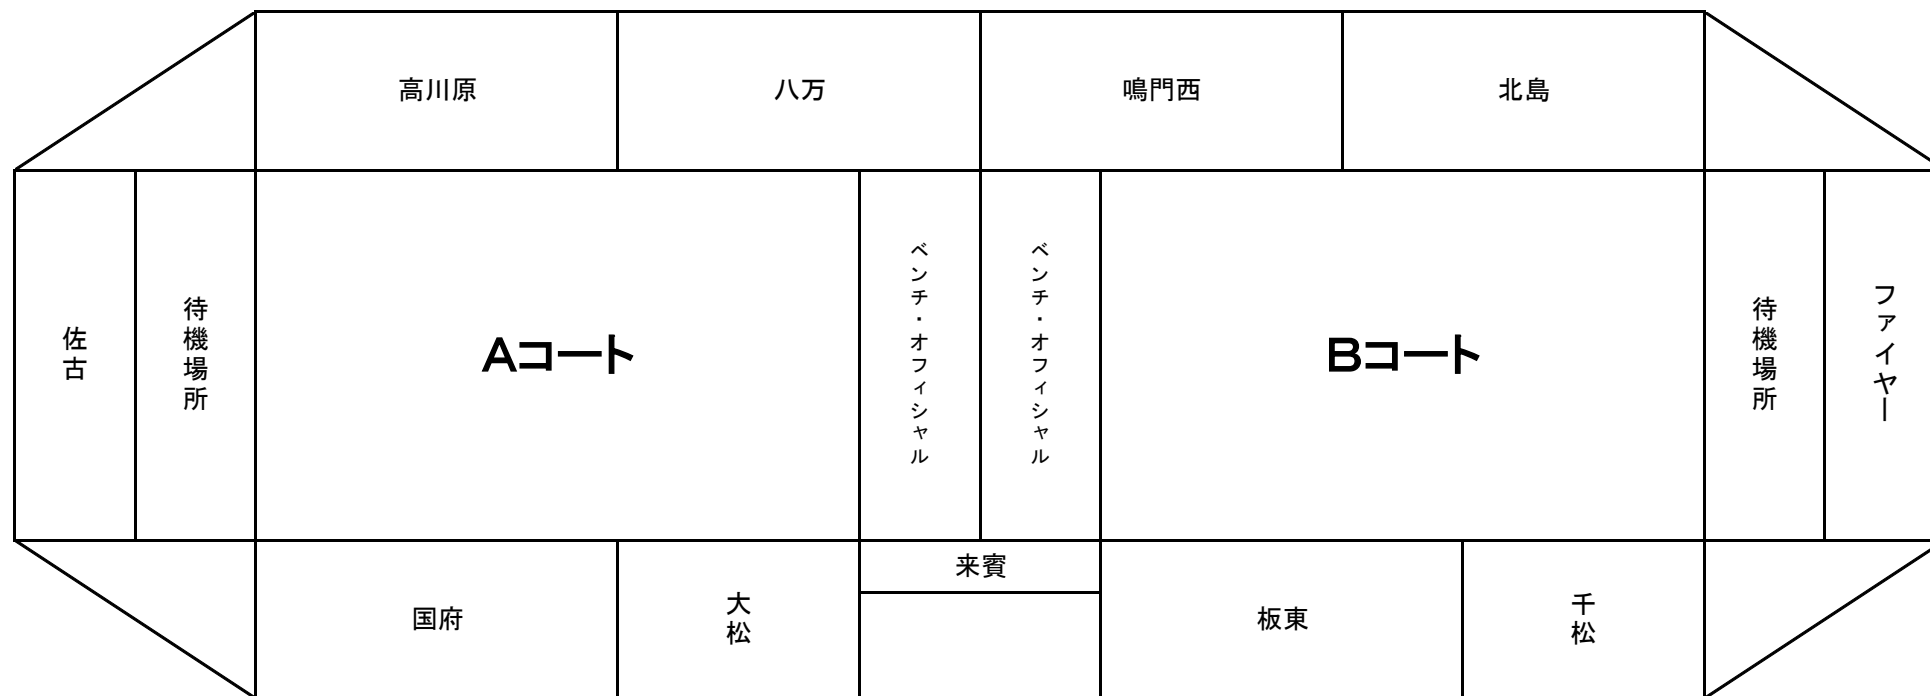 高川原
八万
鳴門西
北島
佐古
待機場所
Aコート
ベンチ・オフィシャル
ベンチ・オフィシャル
Bコート
待機場所
ファイヤー
来賓
国府
大松
板東
千松